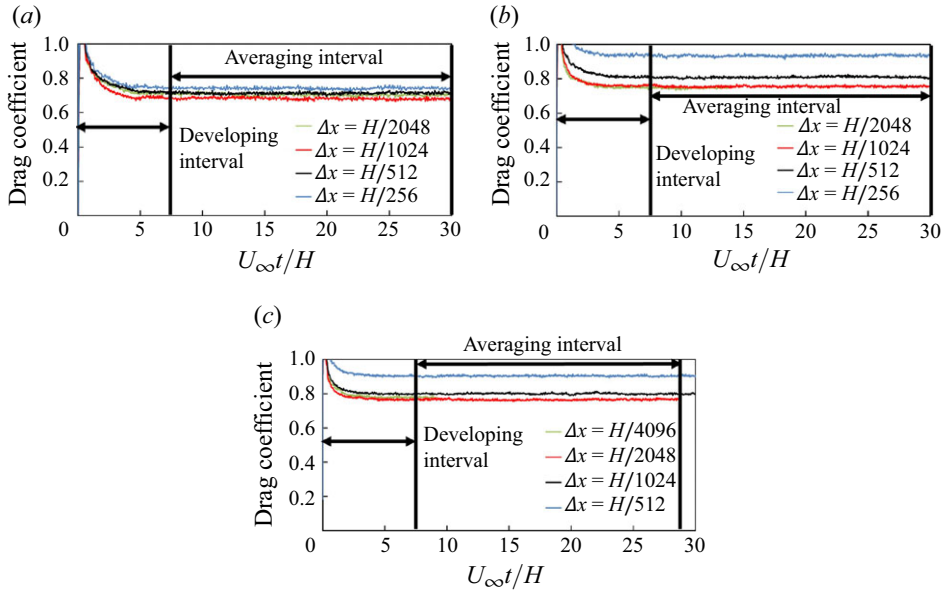 (a)
Drag coefficient
1.0
0.8
0.6
0.4
0.2
0
5
10
15
20
25
30
U∞t/H
Averaging interval
Developing
interval
Δx = H/2048
Δx = H/1024
Δx = H/512
Δx = H/256
(b)
Drag coefficient
1.0
0.8
0.6
0.4
0.2
0
5
10
15
20
25
30
U∞t/H
Averaging interval
Developing
interval
Δx = H/2048
Δx = H/1024
Δx = H/512
Δx = H/256
(c)
Drag coefficient
1.0
0.8
0.6
0.4
0.2
0
5
10
15
20
25
30
U∞t/H
Averaging interval
Developing
interval
Δx = H/4096
Δx = H/2048
Δx = H/1024
Δx = H/512